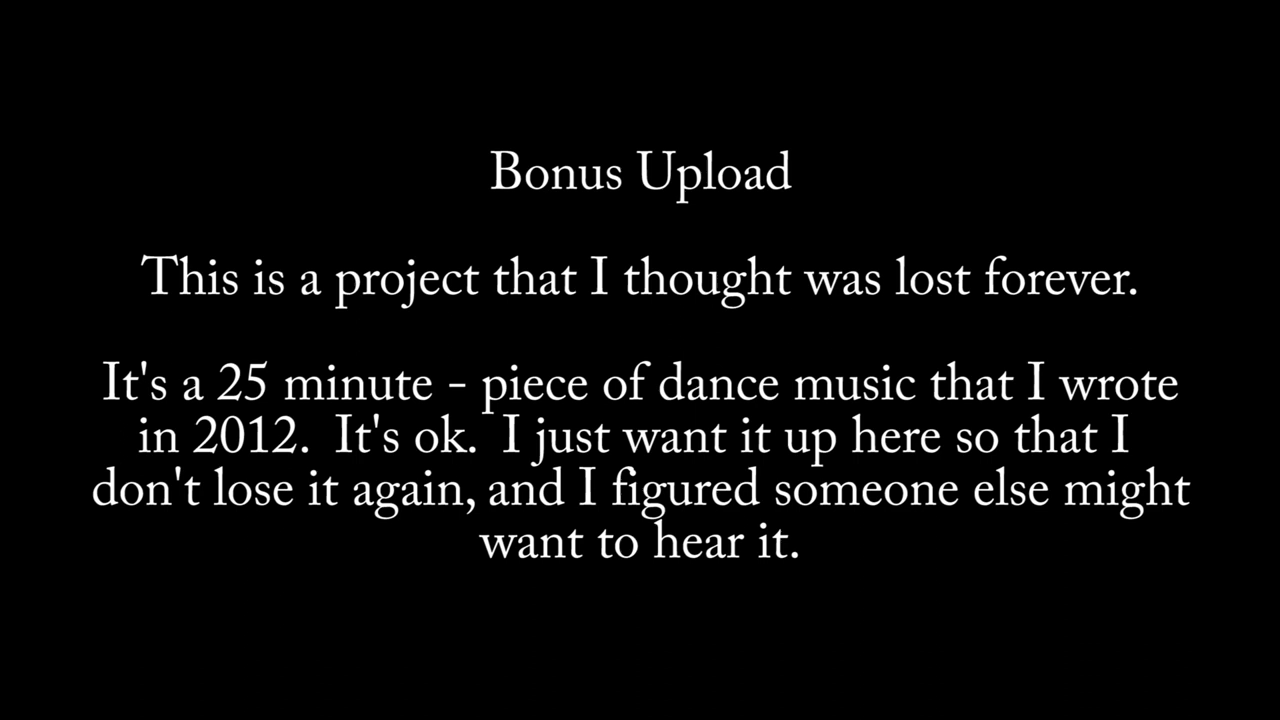 Bonus Upload
This is a project that I thought was lost forever.
It's a 25 minute - piece of dance music that I wrote
in 2012.  It's ok.  I just want it up here so that I
don't lose it again, and I figured someone else might
want to hear it.